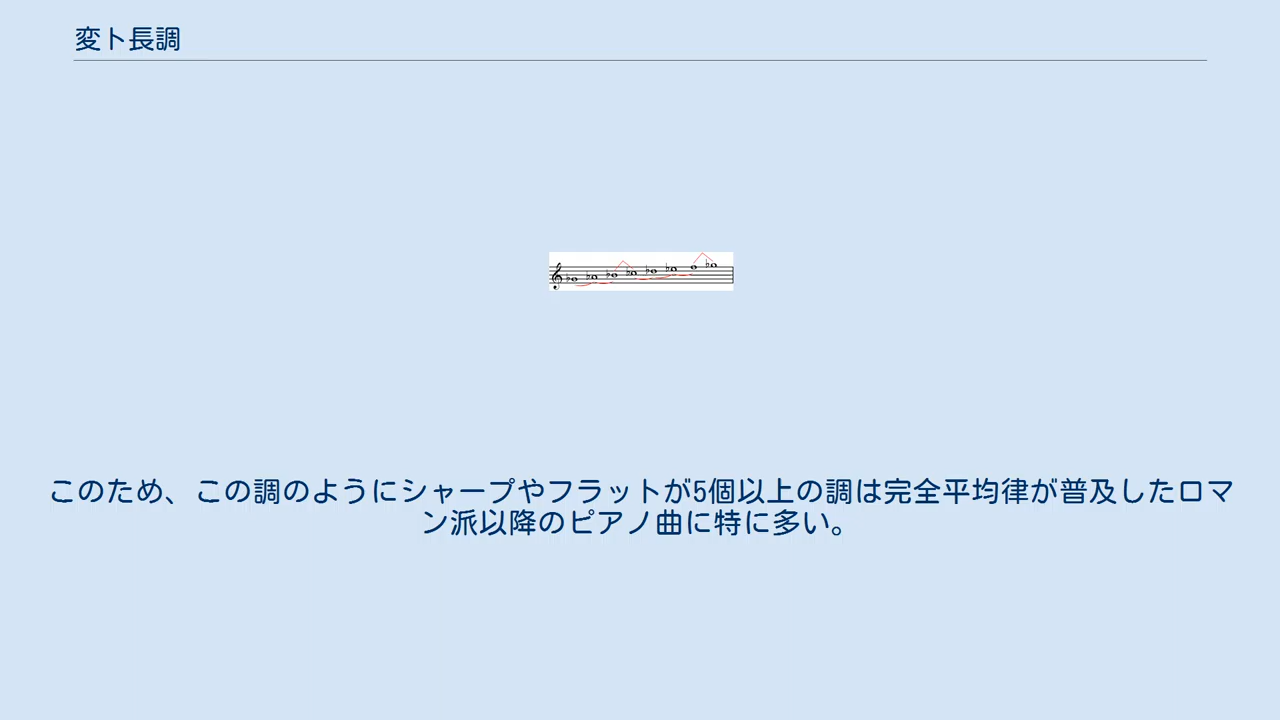 変ト長調
このため、この調のようにシャープやフラットが5個以上の調は完全平均律が普及したロマ
ン派以降のピアノ曲に特に多い。